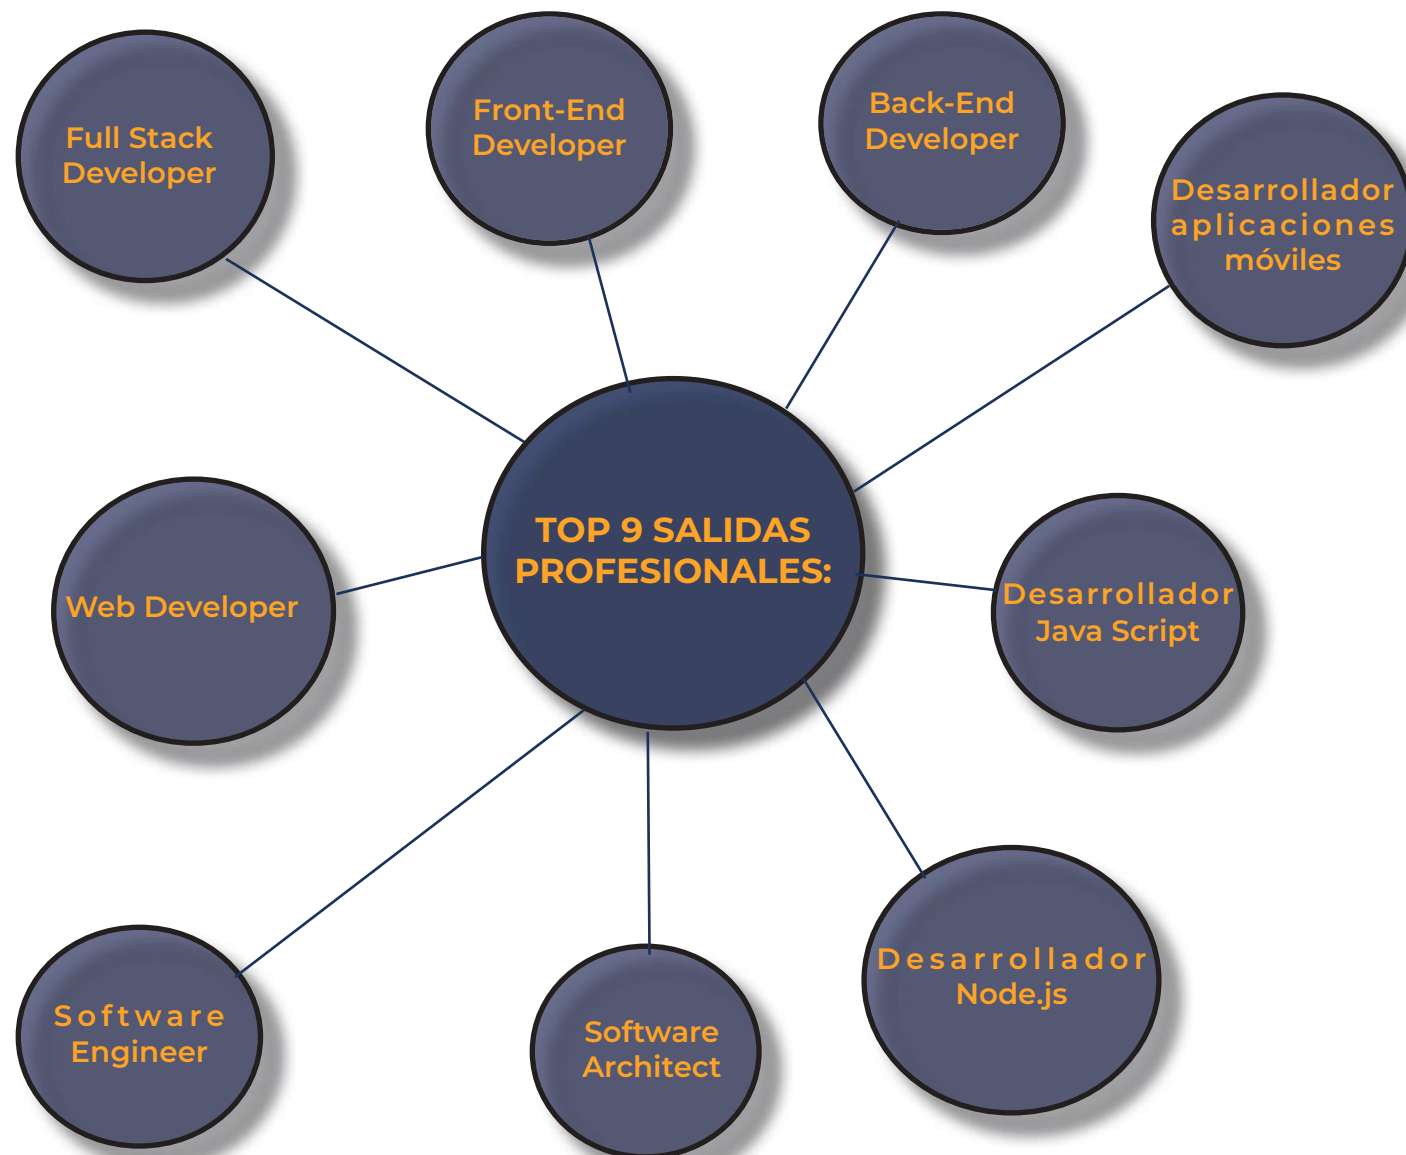 Full Stack
Developer
Front-End
Developer
Back-End
Developer
Desarrollador
aplicaciones
móviles
TOP 9 SALIDAS
PROFESIONALES:
Web Developer
Desarrollador
Java Script
Software
Engineer
Software
Architect
Desarrollador
Node.js